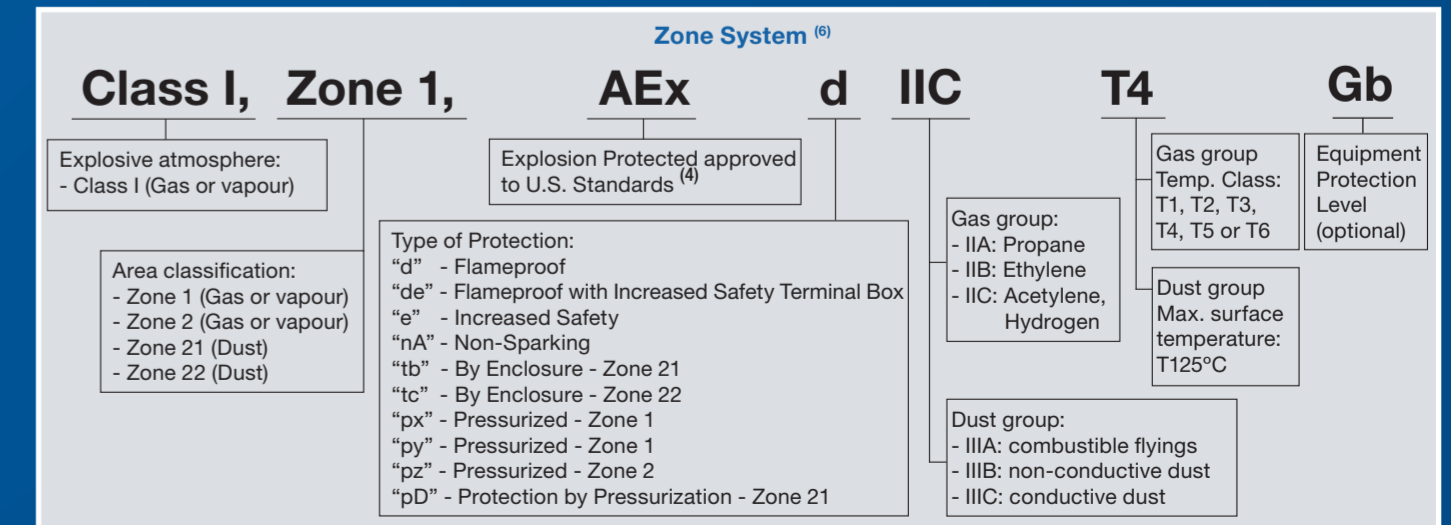 Zone System (6)
Class I, Zone 1, AEx d IIC T4 Gb
Explosive atmosphere:
- Class I (Gas or vapour)
Area classification:
- Zone 1 (Gas or vapour)
- Zone 2 (Gas or vapour)
- Zone 21 (Dust)
- Zone 22 (Dust)
Explosion Protected approved
to U.S. Standards (4)
Type of Protection:
“d” - Flameproof
“de” - Flameproof with Increased Safety Terminal Box
“e” - Increased Safety
“nA” - Non-Sparking
“tb” - By Enclosure - Zone 21
“tc” - By Enclosure - Zone 22
“px” - Pressurized - Zone 1
“py” - Pressurized - Zone 1
“pz” - Pressurized - Zone 2
“pD” - Protection by Pressurization - Zone 21
Gas group:
- IIA: Propane
- IIB: Ethylene
- IIC: Acetylene,
Hydrogen
Dust group:
- IIIA: combustible flyings
- IIIB: non-conductive dust
- IIIC: conductive dust
Gas group
Temp. Class:
T1, T2, T3,
T4, T5 or T6
Dust group
Max. surface
temperature:
T125ºC
Equipment
Protection
Level
(optional)